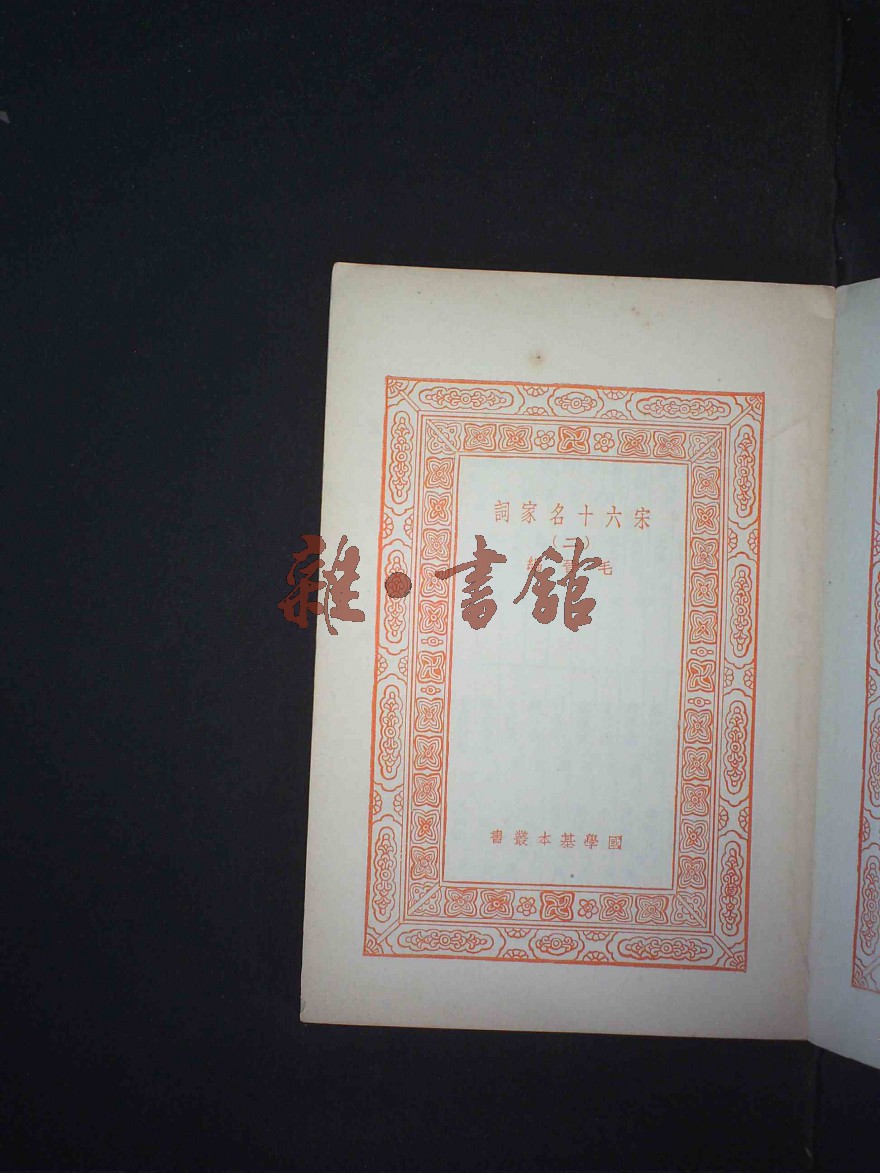 宋六十名家詞
(二)
毛
雜·書館
國學基本叢書